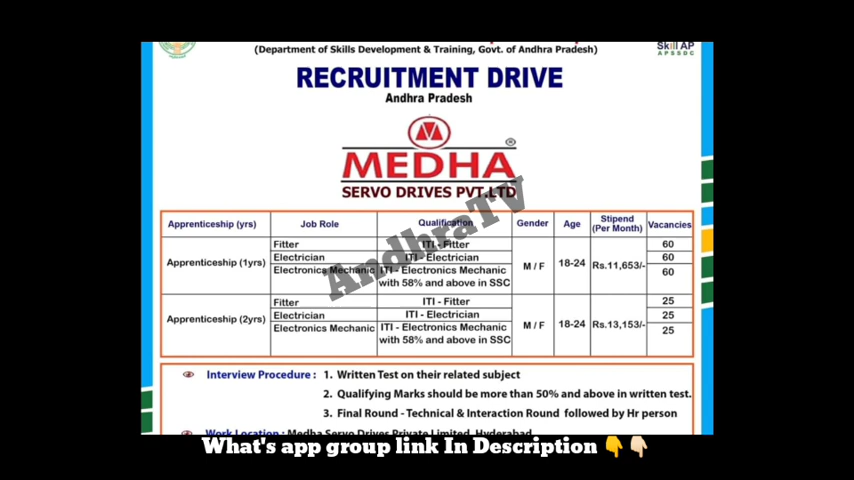 (Department of Skills Development & Training, Govt. of Andhra Pradesh)
Skill AP
APSSDC
RECRUITMENT DRIVE
Andhra Pradesh
MEDHA
®
SERVO DRIVES PVT.LTD
AndhraTv
Apprenticeship (yrs) Job Role Qualification Gender Age Stipend (Per Month) Vacancies
Apprenticeship (1yrs) M / F 18-24 Rs.11,653/-
Fitter ITI - Fitter 60
Electrician ITI - Electrician 60
Electronics Mechanic ITI - Electronics Mechanic 60
with 58% and above in SSC
Apprenticeship (2yrs) M / F 18-24 Rs.13,153/-
Fitter ITI - Fitter 25
Electrician ITI - Electrician 25
Electronics Mechanic ITI - Electronics Mechanic 25
with 58% and above in SSC
Interview Procedure : 1. Written Test on their related subject
2. Qualifying Marks should be more than 50% and above in written test.
3. Final Round - Technical & Interaction Round followed by Hr person
Work Location : Medha Servo Drives Private Limited, Hyderabad
What's app group link In Description 👇👇🏻